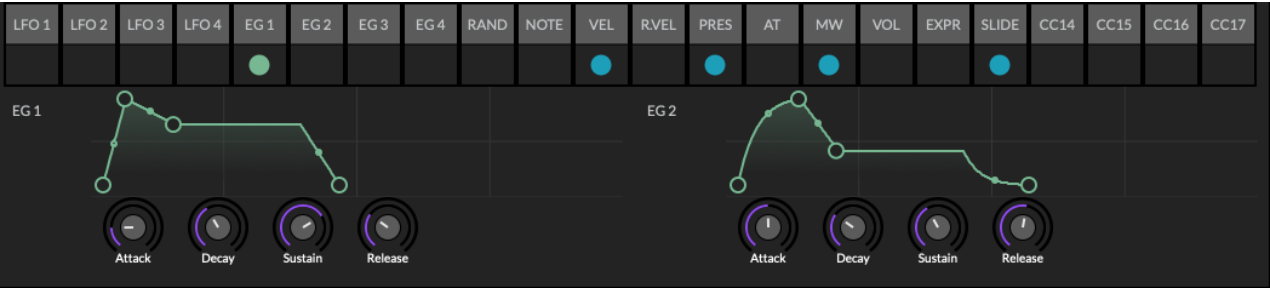 LFO 1 LFO 2 LFO 3 LFO 4 EG 1 EG 2 EG 3 EG 4 RAND NOTE VEL R.VEL PRES AT MW VOL EXPR SLIDE CC14 CC15 CC16 CC17
EG 1 EG 2
Attack Decay Sustain Release Attack Decay Sustain Release